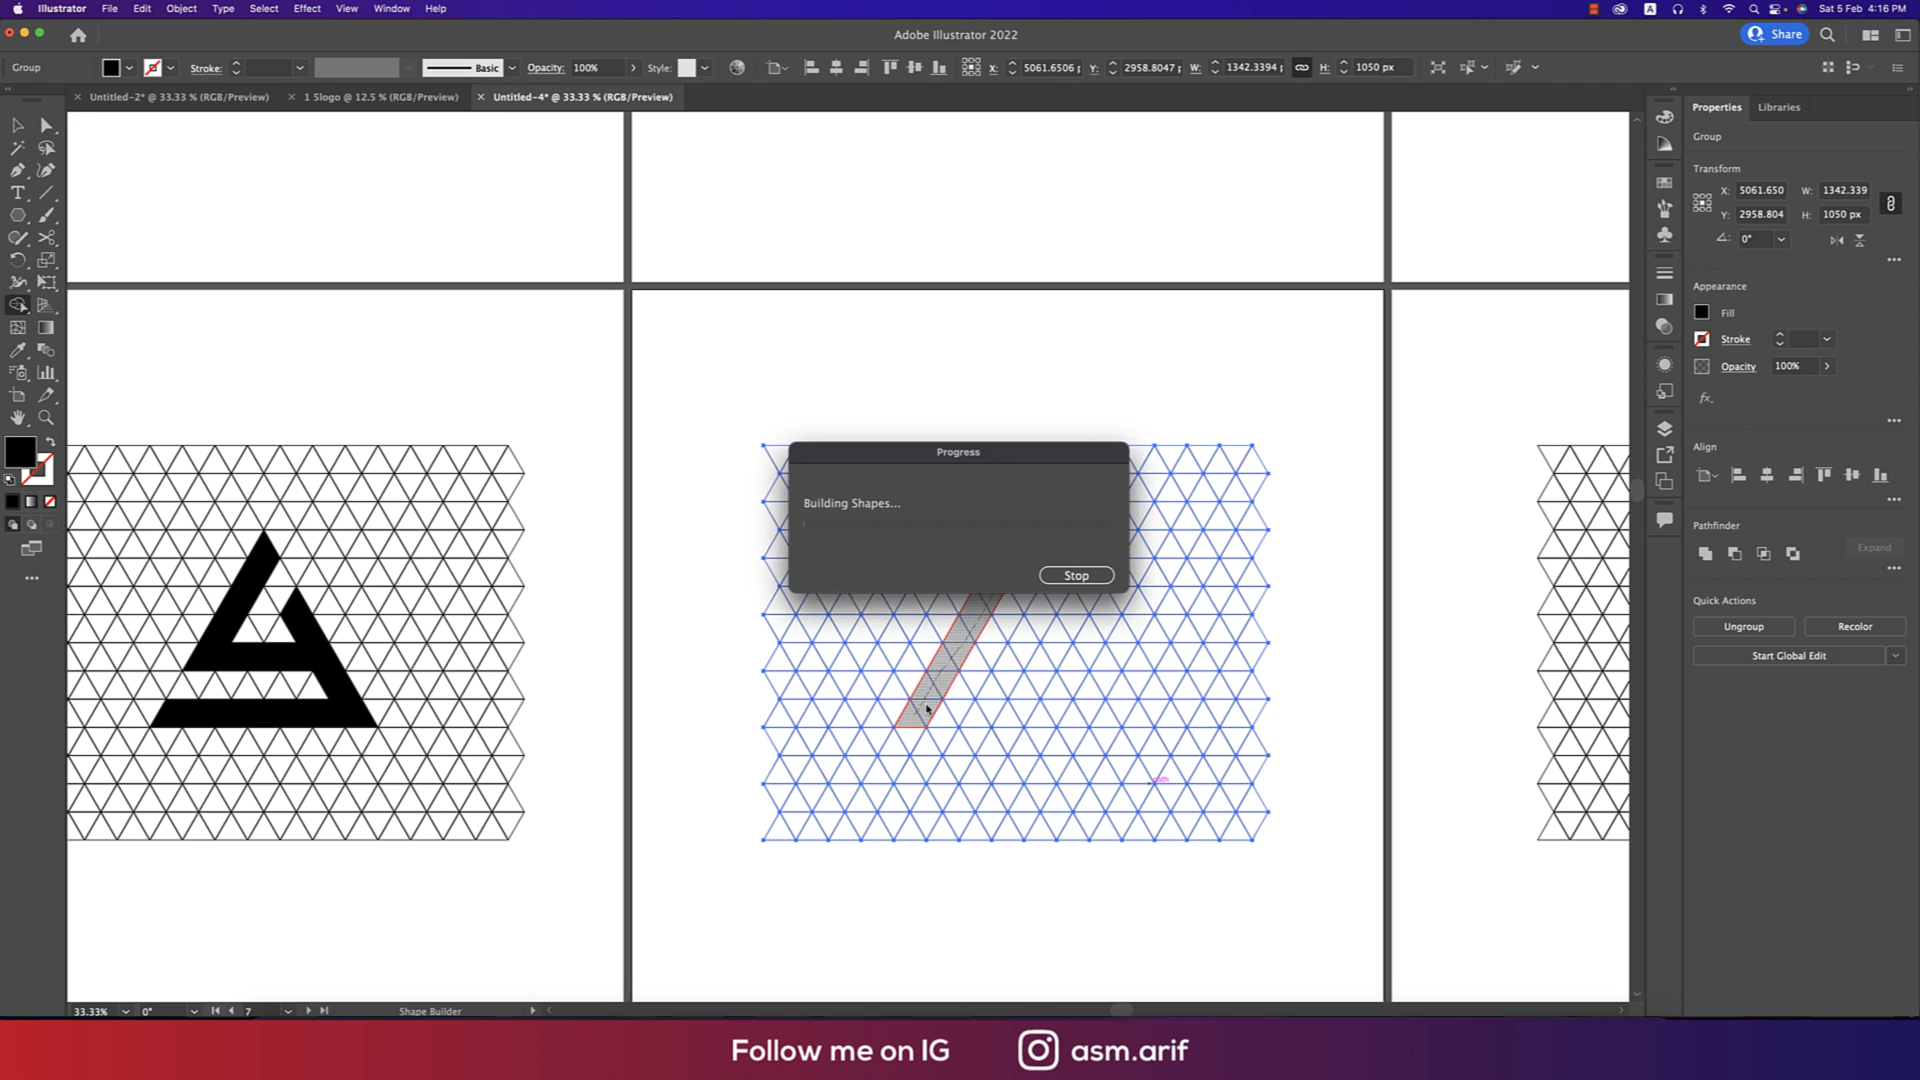 Illustrator File Edit Object Type Select Effect View Window Help
A
Sat 5 Feb 4:16 PM
Adobe Illustrator 2022
Share
Group
Stroke:
Basic
Opacity: 100%
Style:
X: 5061.6506 p
Y: 2958.8047 p
W: 1342.3394 p
H: 1050 px
× Untitled-2* @ 33.33 % (RGB/Preview)
× 1 5logo @ 12.5 % (RGB/Preview)
× Untitled-4* @ 33.33 % (RGB/Preview)
Properties
Libraries
Group
Transform
X: 5061.650
W: 1342.339
Y: 2958.804
H: 1050 px
0°
Appearance
Fill
Stroke
Opacity 100%
fx.
Align
Pathfinder
Expand
Quick Actions
Ungroup
Recolor
Start Global Edit
Progress
Building Shapes...
Stop
33.33%
0°
7
Shape Builder
Follow me on IG
asm.arif